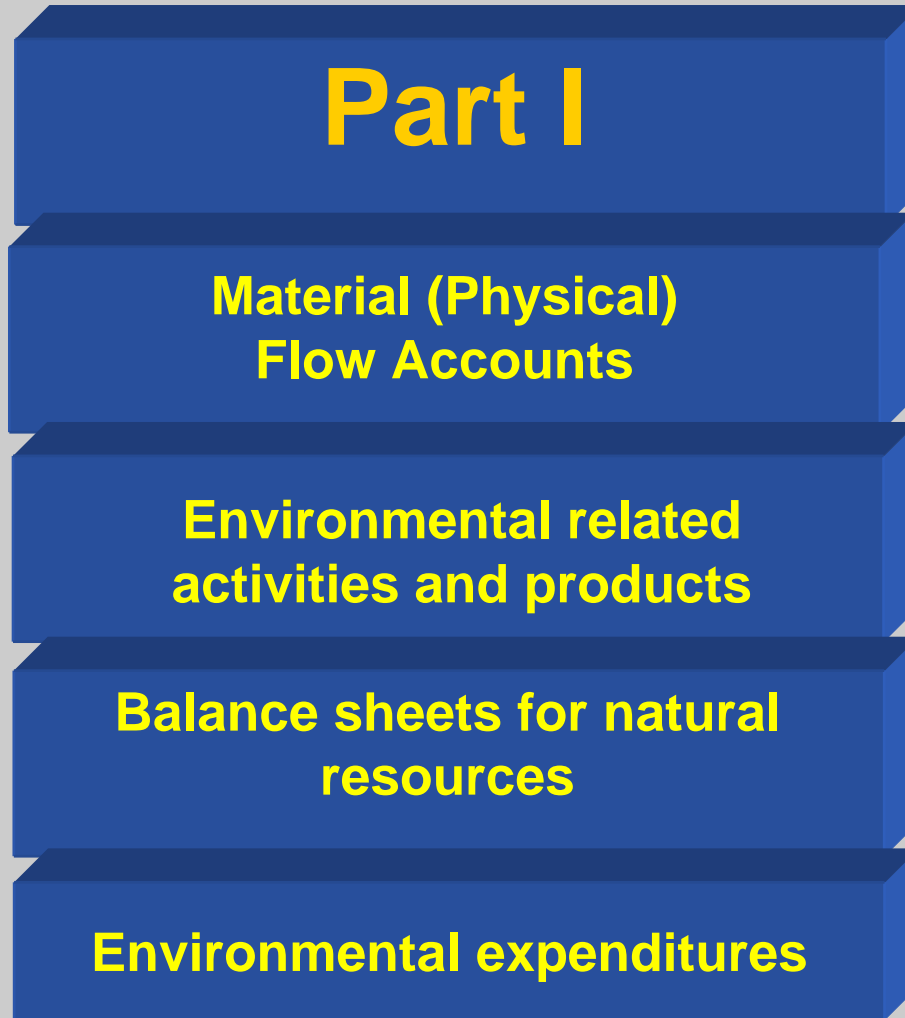 Part I
Material (Physical)
Flow Accounts
Environmental related
activities and products
Balance sheets for natural
resources
Environmental expenditures